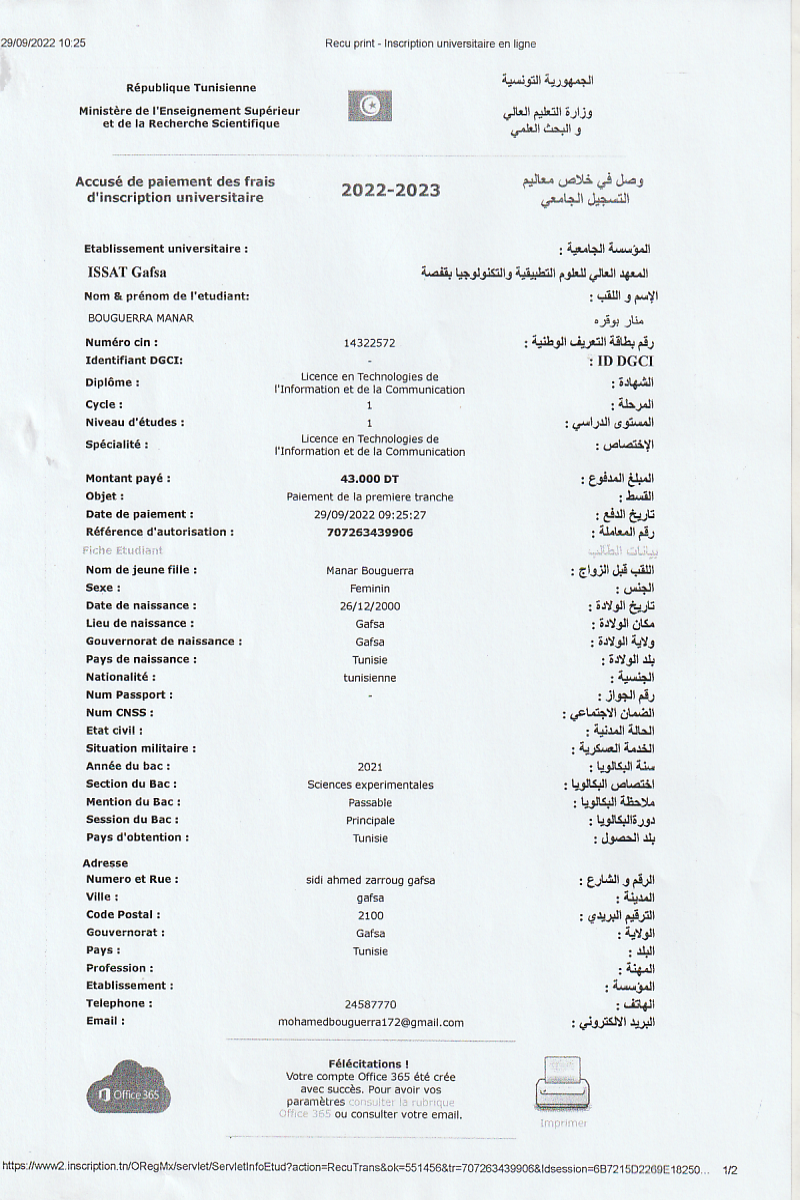 29/09/2022 10:25 Recu print - Inscription universitaire en ligne
République Tunisienne الجمهورية التونسية
Ministère de l'Enseignement Supérieur وزارة التعليم العالي
et de la Recherche Scientifique و البحث العلمي
Accusé de paiement des frais 2022-2023 وصل في خلاص معاليم
d'inscription universitaire التسجيل الجامعي
Etablissement universitaire : المؤسسة الجامعية :
ISSAT Gafsa المعهد العالي للعلوم التطبيقية والتكنولوجيا بقفصة
Nom & prénom de l'etudiant: الإسم و اللقب :
BOUGUERRA MANAR منار بوقره
Numéro cin : 14322572 رقم بطاقة التعريف الوطنية :
Identifiant DGCI: - : ID DGCI
Diplôme : Licence en Technologies de الشهادة :
l'Information et de la Communication
Cycle : 1 المرحلة :
Niveau d'études : 1 المستوى الدراسي :
Spécialité : Licence en Technologies de الإختصاص :
l'Information et de la Communication
Montant payé : 43.000 DT المبلغ المدفوع :
Objet : Paiement de la premiere tranche القسط :
Date de paiement : 29/09/2022 09:25:27 تاريخ الدفع :
Référence d'autorisation : 707263439906 رقم المعاملة :
Fiche Etudiant بيانات الطالب
Nom de jeune fille : Manar Bouguerra اللقب قبل الزواج :
Sexe : Feminin الجنس :
Date de naissance : 26/12/2000 تاريخ الولادة :
Lieu de naissance : Gafsa مكان الولادة :
Gouvernorat de naissance : Gafsa ولاية الولادة :
Pays de naissance : Tunisie بلد الولادة :
Nationalité : tunisienne الجنسية :
Num Passport : - رقم الجواز :
Num CNSS : الضمان الاجتماعي :
Etat civil : الحالة المدنية :
Situation militaire : الخدمة العسكرية :
Année du bac : 2021 سنة البكالويا :
Section du Bac : Sciences experimentales اختصاص البكالويا :
Mention du Bac : Passable ملاحظة البكالويا :
Session du Bac : Principale دورةالبكالويا :
Pays d'obtention : Tunisie بلد الحصول :
Adresse
Numero et Rue : sidi ahmed zarroug gafsa الرقم و الشارع :
Ville : gafsa المدينة :
Code Postal : 2100 الترقيم البريدي :
Gouvernorat : Gafsa الولاية :
Pays : Tunisie البلد :
Profession : المهنة :
Etablissement : المؤسسة :
Telephone : 24587770 الهاتف :
Email : mohamedbouguerra172@gmail.com البريد الالكتروني :
Félécitations !
Votre compte Office 365 été crée
avec succès. Pour avoir vos
paramètres consulter la rubrique
Office 365 ou consulter votre email.
Office 365
Imprimer
https://www2.inscription.tn/ORegMx/servlet/ServletInfoEtud?action=RecuTrans&ok=551456&tr=707263439906&Idsession=6B7215D2269E18250... 1/2